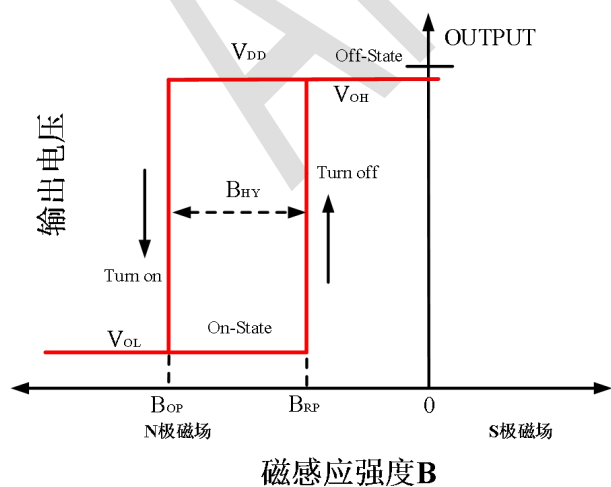 OUTPUT
VDD
Off-State
VOH
输出电压
Turn off
BHY
Turn on
On-State
VOL
BOP
BRP
0
N极磁场
S极磁场
磁感应强度B